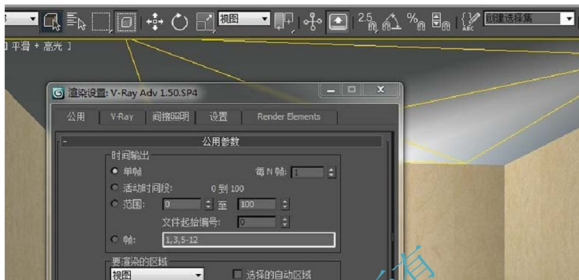 视图
2.5
创建选择集
平滑 + 高光 ]
渲染设置: V-Ray Adv 1.50.SP4
公用 V-Ray 间接照明 设置 Render Elements
公用参数
时间输出
单帧 每 N 帧: 1
活动时间段: 0 到 100
范围: 0 至 100
文件起始编号: 0
帧: 1,3,5-12
要渲染的区域
视图 选择的自动区域